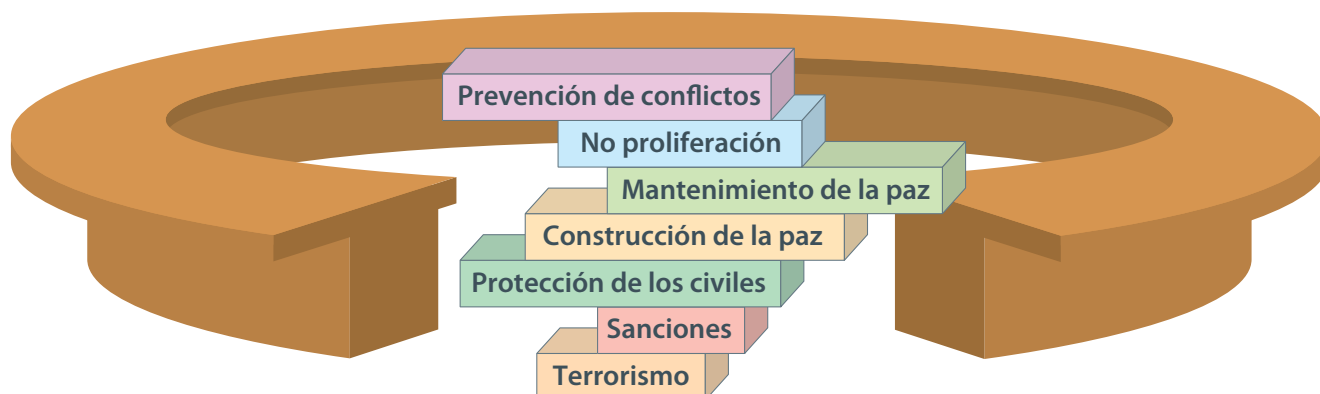 Prevención de conflictos
No proliferación
Mantenimiento de la paz
Construcción de la paz
Protección de los civiles
Sanciones
Terrorismo